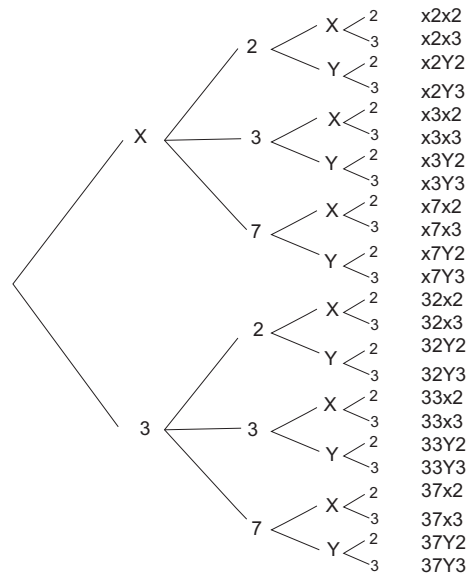 X 2 x2x2
2 3 x2x3
Y 2 x2Y2
3 x2Y3
X 2 x3x2
X 3 3 x3x3
Y 2 x3Y2
3 x3Y3
X 2 x7x2
7 3 x7x3
Y 2 x7Y2
3 x7Y3
X 2 32x2
2 3 32x3
Y 2 32Y2
3 32Y3
X 2 33x2
3 3 3 33x3
Y 2 33Y2
3 33Y3
X 2 37x2
7 3 37x3
Y 2 37Y2
3 37Y3